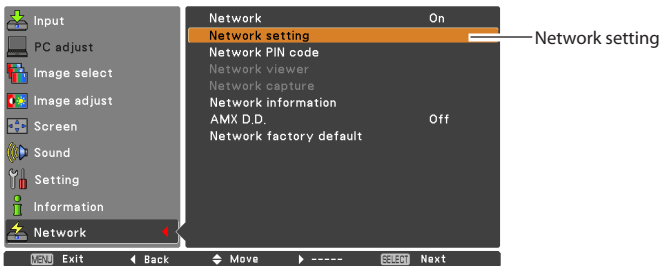 Input
PC adjust
Image select
Image adjust
Screen
Sound
Setting
Information
Network
Network On
Network setting
Network PIN code
Network viewer
Network capture
Network information
AMX D.D. Off
Network factory default
Network setting
MENU Exit Back Move ----- SELECT Next